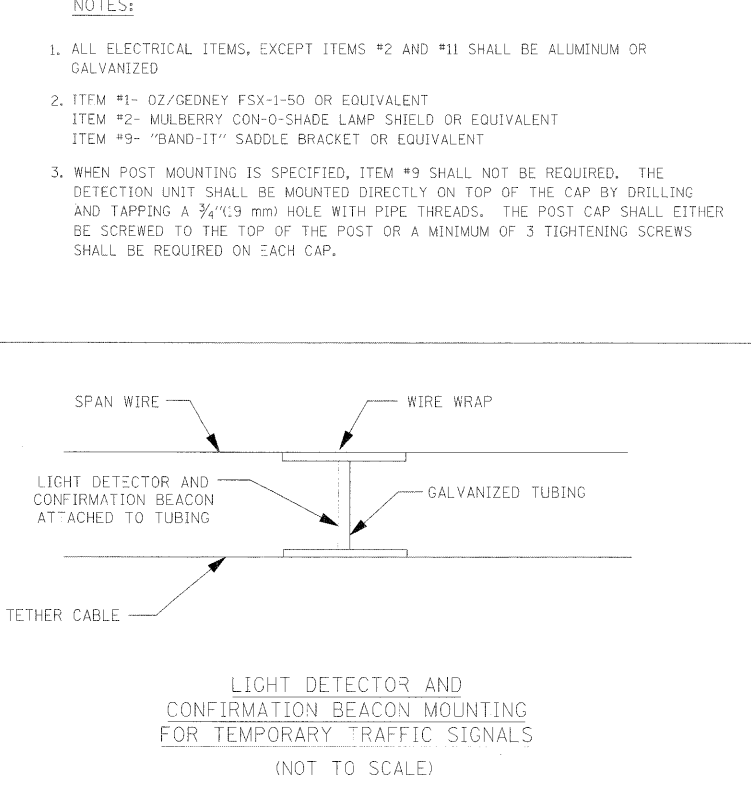 NOTES:
1. ALL ELECTRICAL ITEMS, EXCEPT ITEMS #2 AND #11 SHALL BE ALUMINUM OR
GALVANIZED
2. ITEM #1- OZ/GEDNEY FSX-1-50 OR EQUIVALENT
ITEM #2- MULBERRY CON-O-SHADE LAMP SHIELD OR EQUIVALENT
ITEM #9- "BAND-IT" SADDLE BRACKET OR EQUIVALENT
3. WHEN POST MOUNTING IS SPECIFIED, ITEM #9 SHALL NOT BE REQUIRED. THE
DETECTION UNIT SHALL BE MOUNTED DIRECTLY ON TOP OF THE CAP BY DRILLING
AND TAPPING A 3/4"(19 mm) HOLE WITH PIPE THREADS. THE POST CAP SHALL EITHER
BE SCREWED TO THE TOP OF THE POST OR A MINIMUM OF 3 TIGHTENING SCREWS
SHALL BE REQUIRED ON EACH CAP.
SPAN WIRE
WIRE WRAP
LIGHT DETECTOR AND
CONFIRMATION BEACON
ATTACHED TO TUBING
GALVANIZED TUBING
TETHER CABLE
LIGHT DETECTOR AND
CONFIRMATION BEACON MOUNTING
FOR TEMPORARY TRAFFIC SIGNALS
(NOT TO SCALE)